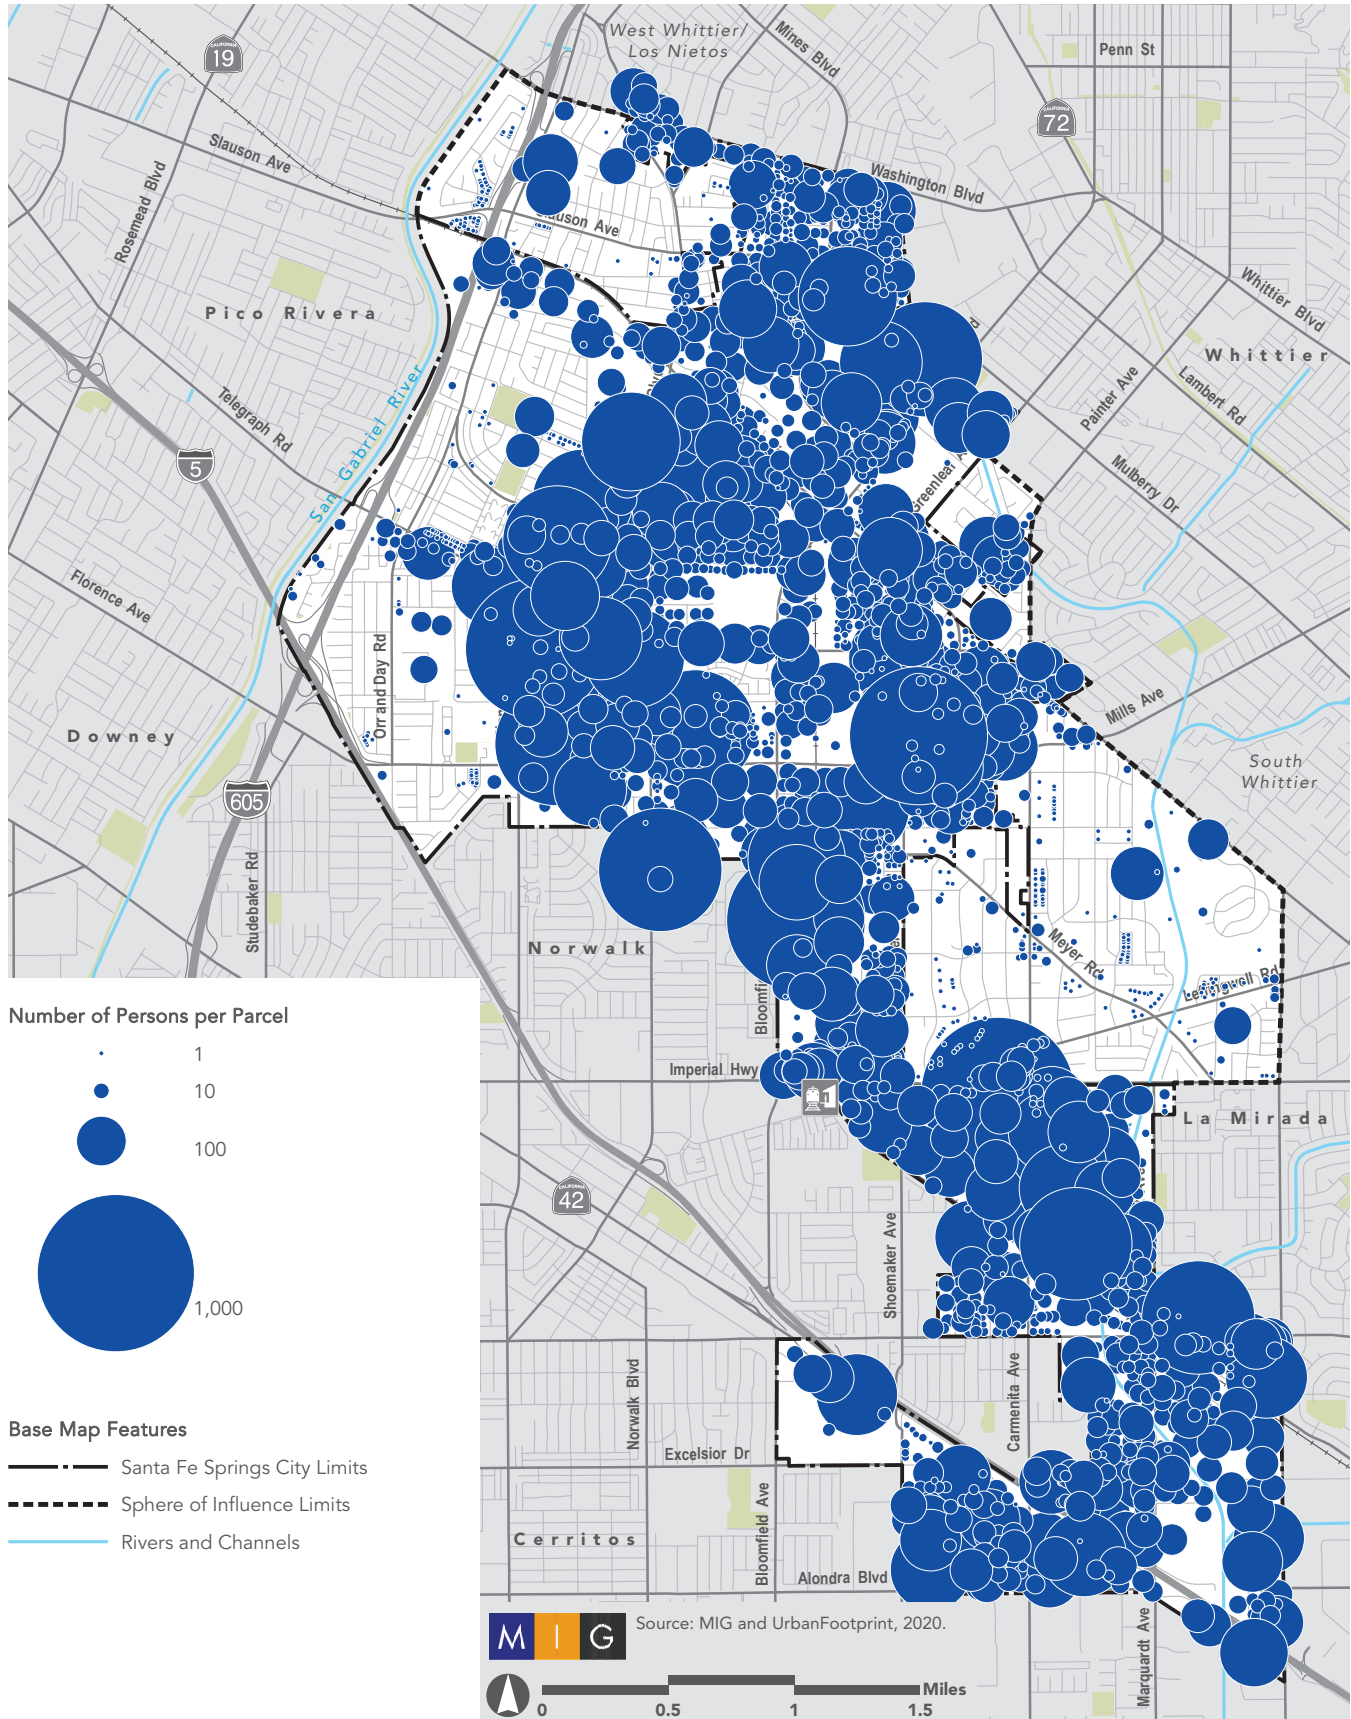 West Whittier/
Los Nietos
Mines Blvd
Penn St
CALIFORNIA
19
CALIFORNIA
72
Slauson Ave
Washington Blvd
Rosemead Blvd
Slauson Ave
Whittier Blvd
Pico Rivera
Whittier
Painter Ave
Lambert Rd
Telegraph Rd
San Gabriel River
5
Mulberry Dr
Greenleaf A
Florence Ave
Orr and Day Rd
Mills Ave
Downey
South
Whittier
605
Studebaker Rd
Norwalk
Meyer Rd
Leffingwell Rd
Bloomfi
Number of Persons per Parcel
1
Imperial Hwy
10
La Mirada
100
CALIFORNIA
42
Shoemaker Ave
Ave
1,000
Norwalk Blvd
Carmenita Ave
Base Map Features
Excelsior Dr
Santa Fe Springs City Limits
Sphere of Influence Limits
Bloomfield Ave
Cerritos
Rivers and Channels
Alondra Blvd
M I G
Source: MIG and UrbanFootprint, 2020.
Marquardt Ave
Miles
0 0.5 1 1.5